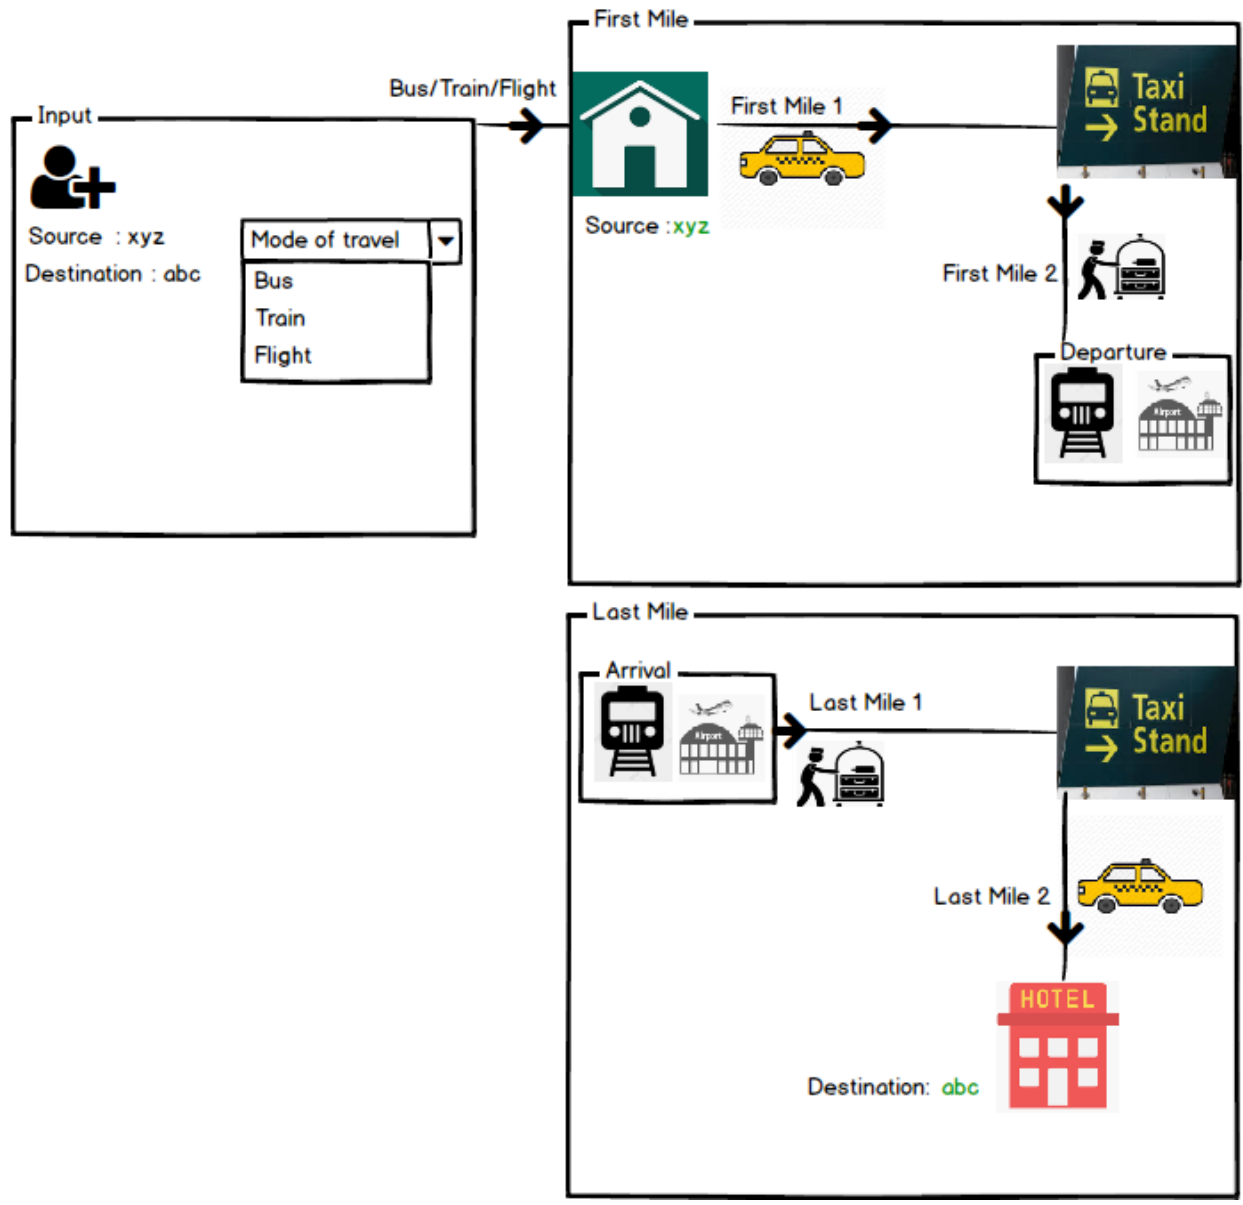 Input
Source : xyz
Destination : abc
Mode of travel
Bus
Train
Flight
Bus/Train/Flight
First Mile
First Mile 1
Taxi
Stand
Source :xyz
First Mile 2
Departure
Airport
Last Mile
Arrival
Airport
Last Mile 1
Taxi
Stand
Last Mile 2
HOTEL
Destination: abc